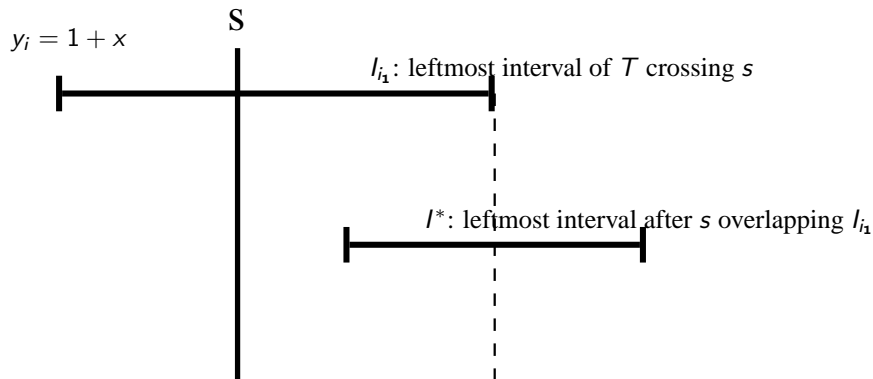 S
y_i = 1 + x
I_{i_1}: leftmost interval of T crossing s
I^*: leftmost interval after s overlapping I_{i_1}